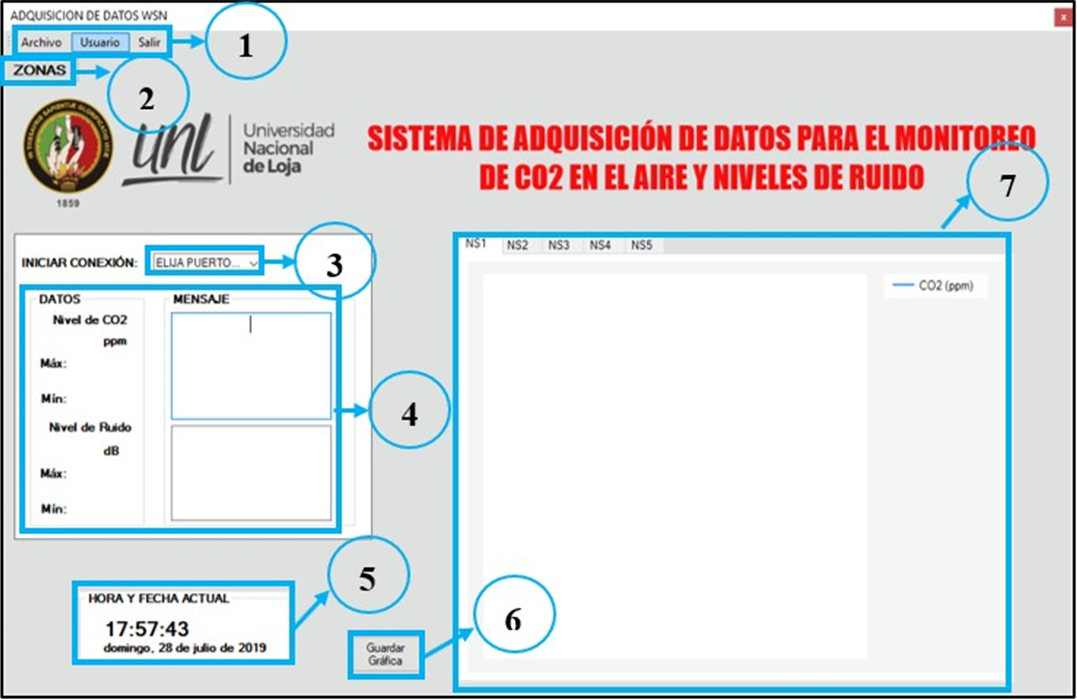 ADQUISICION DE DATOS WSN
x
Archivo Usuario Salir
1
ZONAS
2
unl
Universidad
Nacional
de Loja
1859
SISTEMA DE ADQUISICIÓN DE DATOS PARA EL MONITOREO
DE CO2 EN EL AIRE Y NIVELES DE RUIDO
7
INICIAR CONEXIÓN: ELIJA PUERTO...
3
DATOS
Nivel de CO2
ppm
Máx:
Mín:
Nivel de Ruido
dB
Máx:
Mín:
MENSAJE
4
NS1 NS2 NS3 NS4 NS5
CO2 (ppm)
HORA Y FECHA ACTUAL
17:57:43
domingo, 28 de julio de 2019
5
Guardar
Gráfica
6